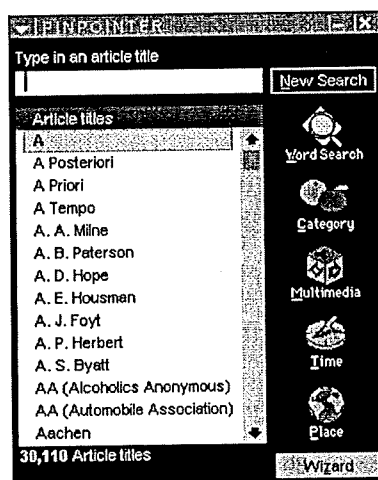 PINPOINTER
Type in an article title
New Search
Article titles
A
A Posteriori
A Priori
A Tempo
A. A. Milne
A. B. Paterson
A. D. Hope
A. E. Housman
A. J. Foyt
A. P. Herbert
A. S. Byatt
AA (Alcoholics Anonymous)
AA (Automobile Association)
Aachen
30,110 Article titles
Word Search
Category
Multimedia
Time
Place
Wizard